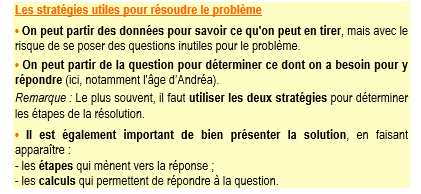 Les stratégies utiles pour résoudre le problème
• On peut partir des données pour savoir ce qu'on peut en tirer, mais avec le
risque de se poser des questions inutiles pour le problème.
• On peut partir de la question pour déterminer ce dont on a besoin pour y
répondre (ici, notamment l'âge d'Andréa).
Remarque : Le plus souvent, il faut utiliser les deux stratégies pour déterminer
les étapes de la résolution.
• Il est également important de bien présenter la solution, en faisant
apparaître :
- les étapes qui mènent vers la réponse ;
- les calculs qui permettent de répondre à la question.